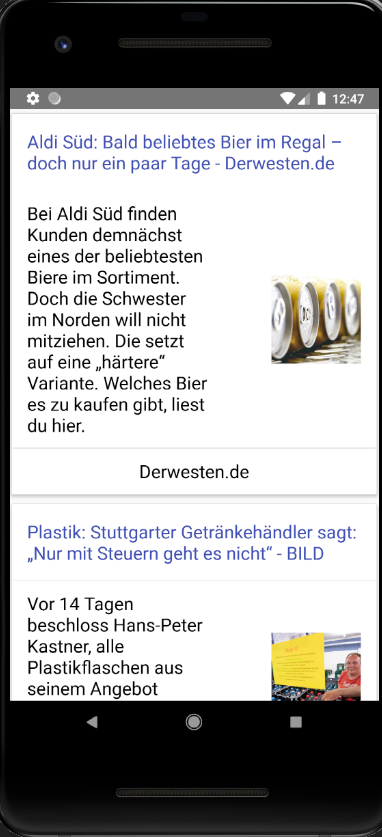 12:47
Aldi Süd: Bald beliebtes Bier im Regal –
doch nur ein paar Tage - Derwesten.de
Bei Aldi Süd finden
Kunden demnächst
eines der beliebtesten
Biere im Sortiment.
Doch die Schwester
im Norden will nicht
mitziehen. Die setzt
auf eine „härtere“
Variante. Welches Bier
es zu kaufen gibt, liest
du hier.
Derwesten.de
Plastik: Stuttgarter Getränkehändler sagt:
„Nur mit Steuern geht es nicht“ - BILD
Vor 14 Tagen
beschloss Hans-Peter
Kastner, alle
Plastikflaschen aus
seinem Angebot